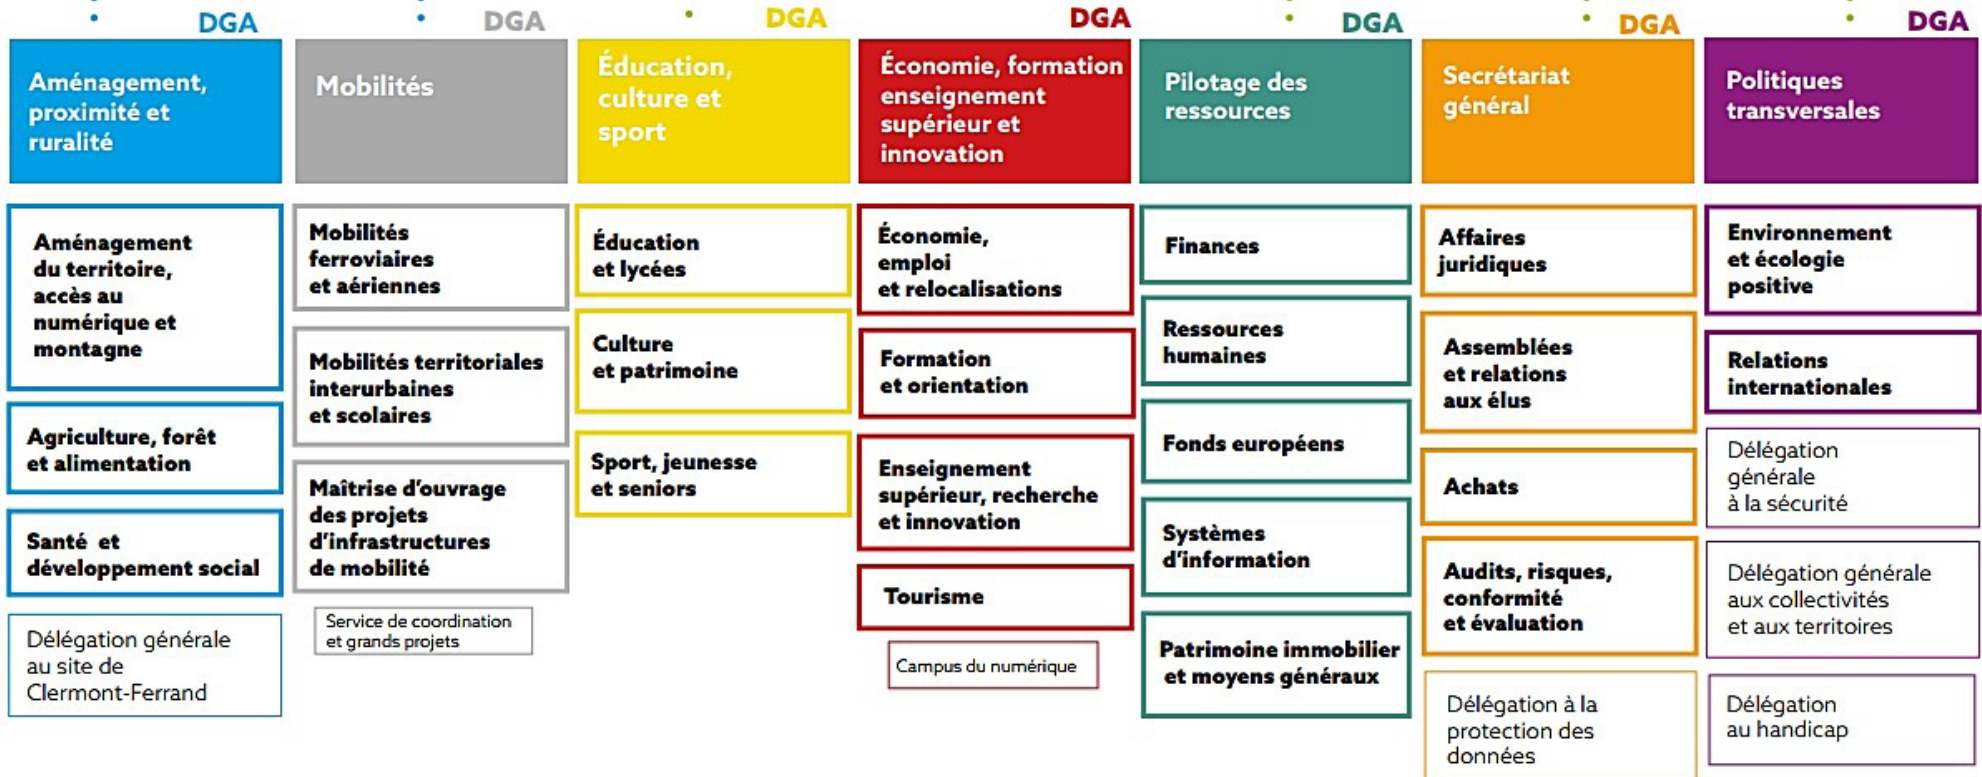 DGA
Aménagement,
proximité et
ruralité
Aménagement
du territoire,
accès au
numérique et
montagne
Agriculture, forêt
et alimentation
Santé et
développement social
Délégation générale
au site de
Clermont-Ferrand
DGA
Mobilités
Mobilités
ferroviaires
et aériennes
Mobilités territoriales
interurbaines
et scolaires
Maîtrise d'ouvrage
des projets
d'infrastructures
de mobilité
Service de coordination
et grands projets
DGA
Éducation,
culture et
sport
Éducation
et lycées
Culture
et patrimoine
Sport, jeunesse
et seniors
DGA
Économie, formation
enseignement
supérieur et
innovation
Économie,
emploi
et relocalisations
Formation
et orientation
Enseignement
supérieur, recherche
et innovation
Tourisme
Campus du numérique
DGA
Pilotage des
ressources
Finances
Ressources
humaines
Fonds européens
Systèmes
d'information
Patrimoine immobilier
et moyens généraux
DGA
Secrétariat
général
Affaires
juridiques
Assemblées
et relations
aux élus
Achats
Audits, risques,
conformité
et évaluation
Délégation à la
protection des
données
DGA
Politiques
transversales
Environnement
et écologie
positive
Relations
internationales
Délégation
générale
à la sécurité
Délégation générale
aux collectivités
et aux territoires
Délégation
au handicap